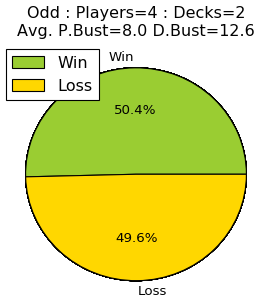 Odd : Players=4 : Decks=2
Avg. P.Bust=8.0 D.Bust=12.6
Win
Win
Loss
50.4%
49.6%
Loss